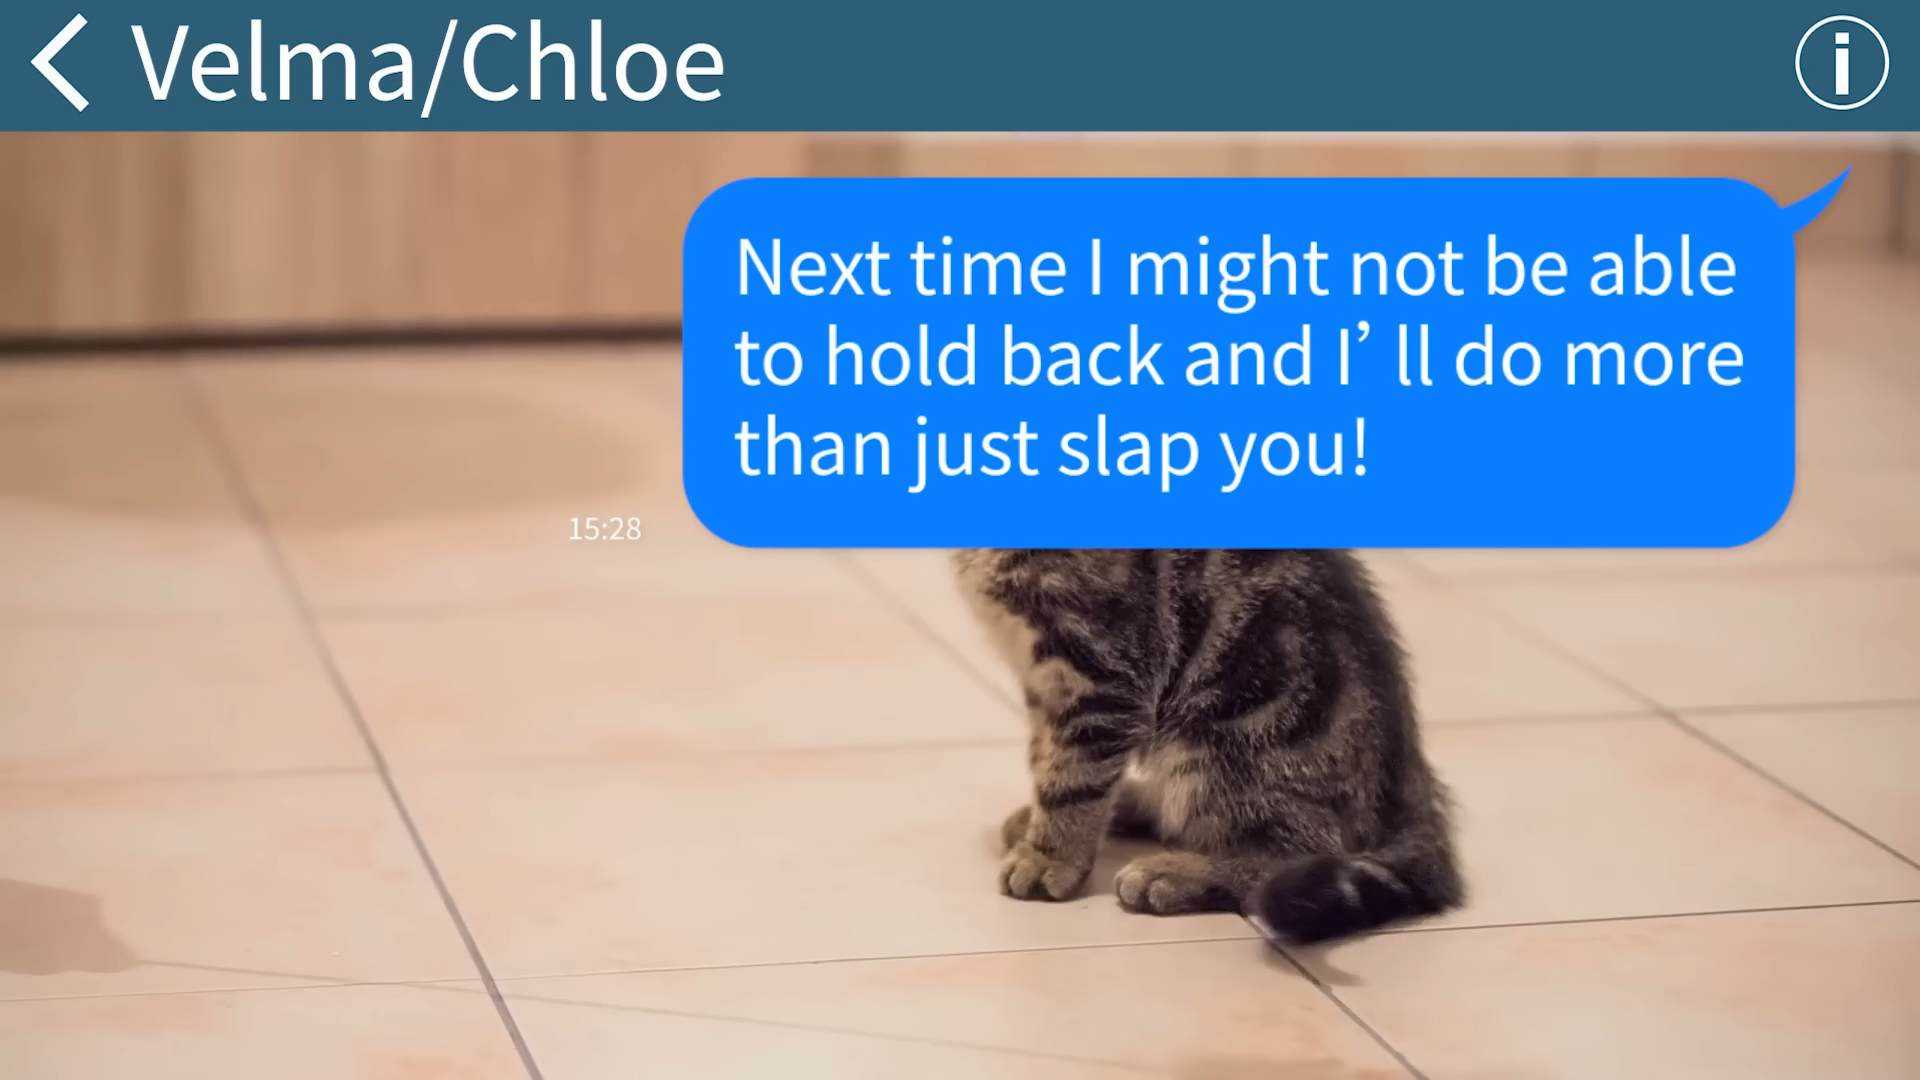 Velma/Chloe
Next time I might not be able
to hold back and I’ ll do more
than just slap you!
15:28